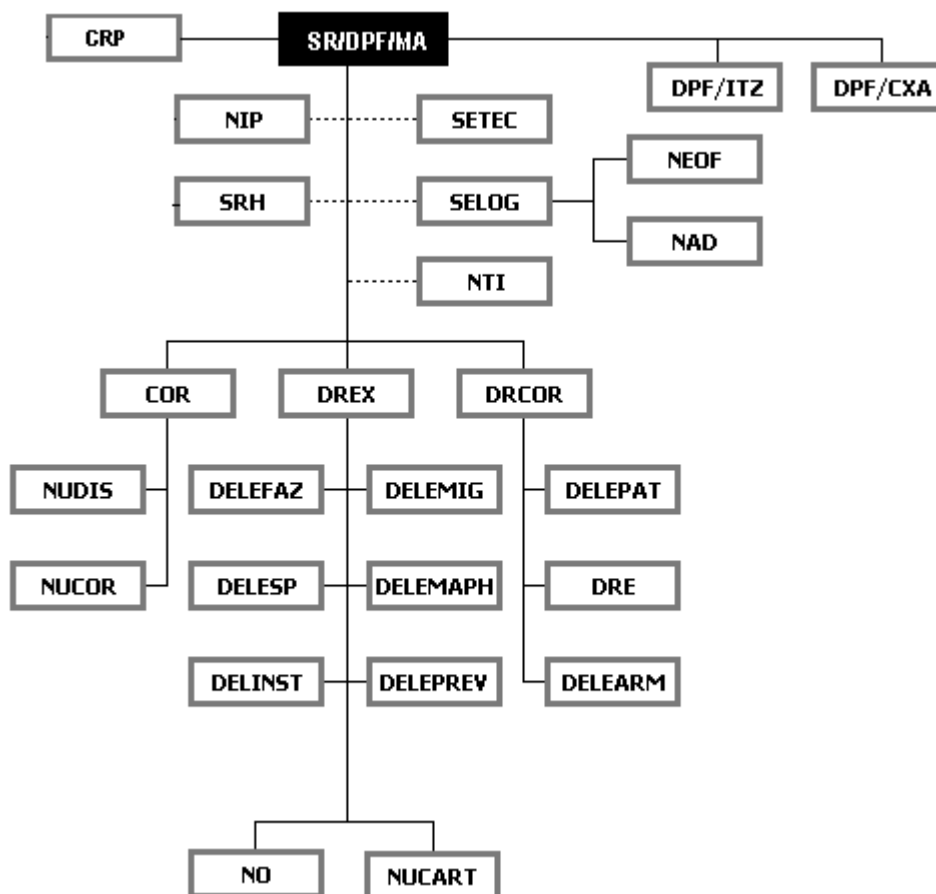 CRP
SR/DPF/MA
DPF/ITZ
DPF/CXA
NIP
SETEC
NEOF
SRH
SELOG
NAD
NTI
COR
DREX
DRCOR
NUDIS
DELEFAZ
DELEMIG
DELEPAT
NUCOR
DELESP
DELEMAPH
DRE
DELINST
DELEPREV
DELEARM
NO
NUCART